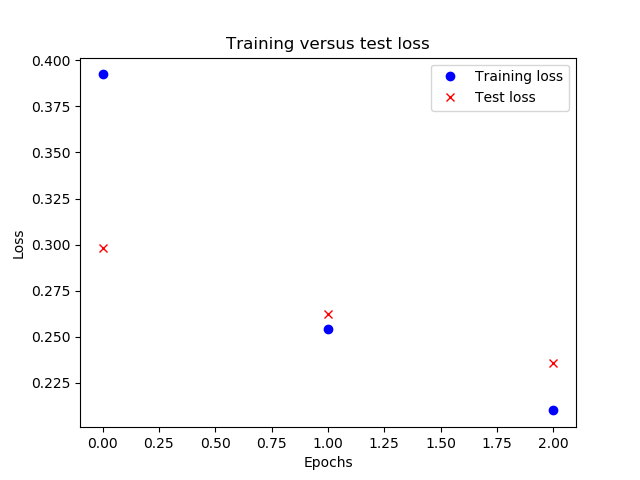 Training versus test loss
0.400
0.375
0.350
0.325
0.300
0.275
0.250
0.225
Loss
Training loss
Test loss
0.00 0.25 0.50 0.75 1.00 1.25 1.50 1.75 2.00
Epochs